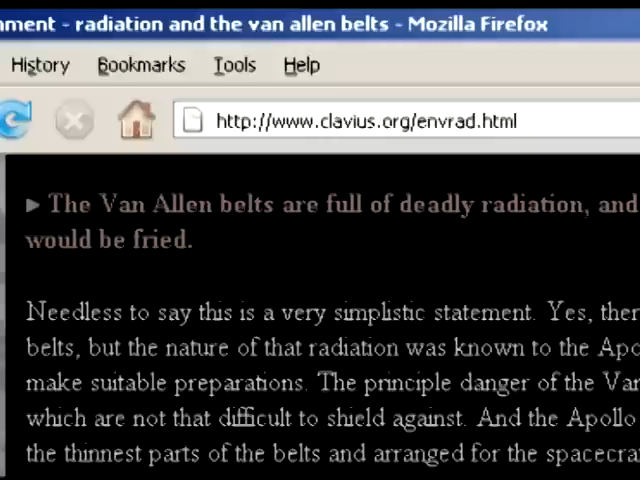 nment - radiation and the van allen belts - Mozilla Firefox
History Bookmarks Tools Help
http://www.clavius.org/envrad.html
► The Van Allen belts are full of deadly radiation, and
would be fried.
Needless to say this is a very simplistic statement. Yes, ther
belts, but the nature of that radiation was known to the Apo
make suitable preparations. The principle danger of the Van
which are not that difficult to shield against. And the Apollo
the thinnest parts of the belts and arranged for the spacecra